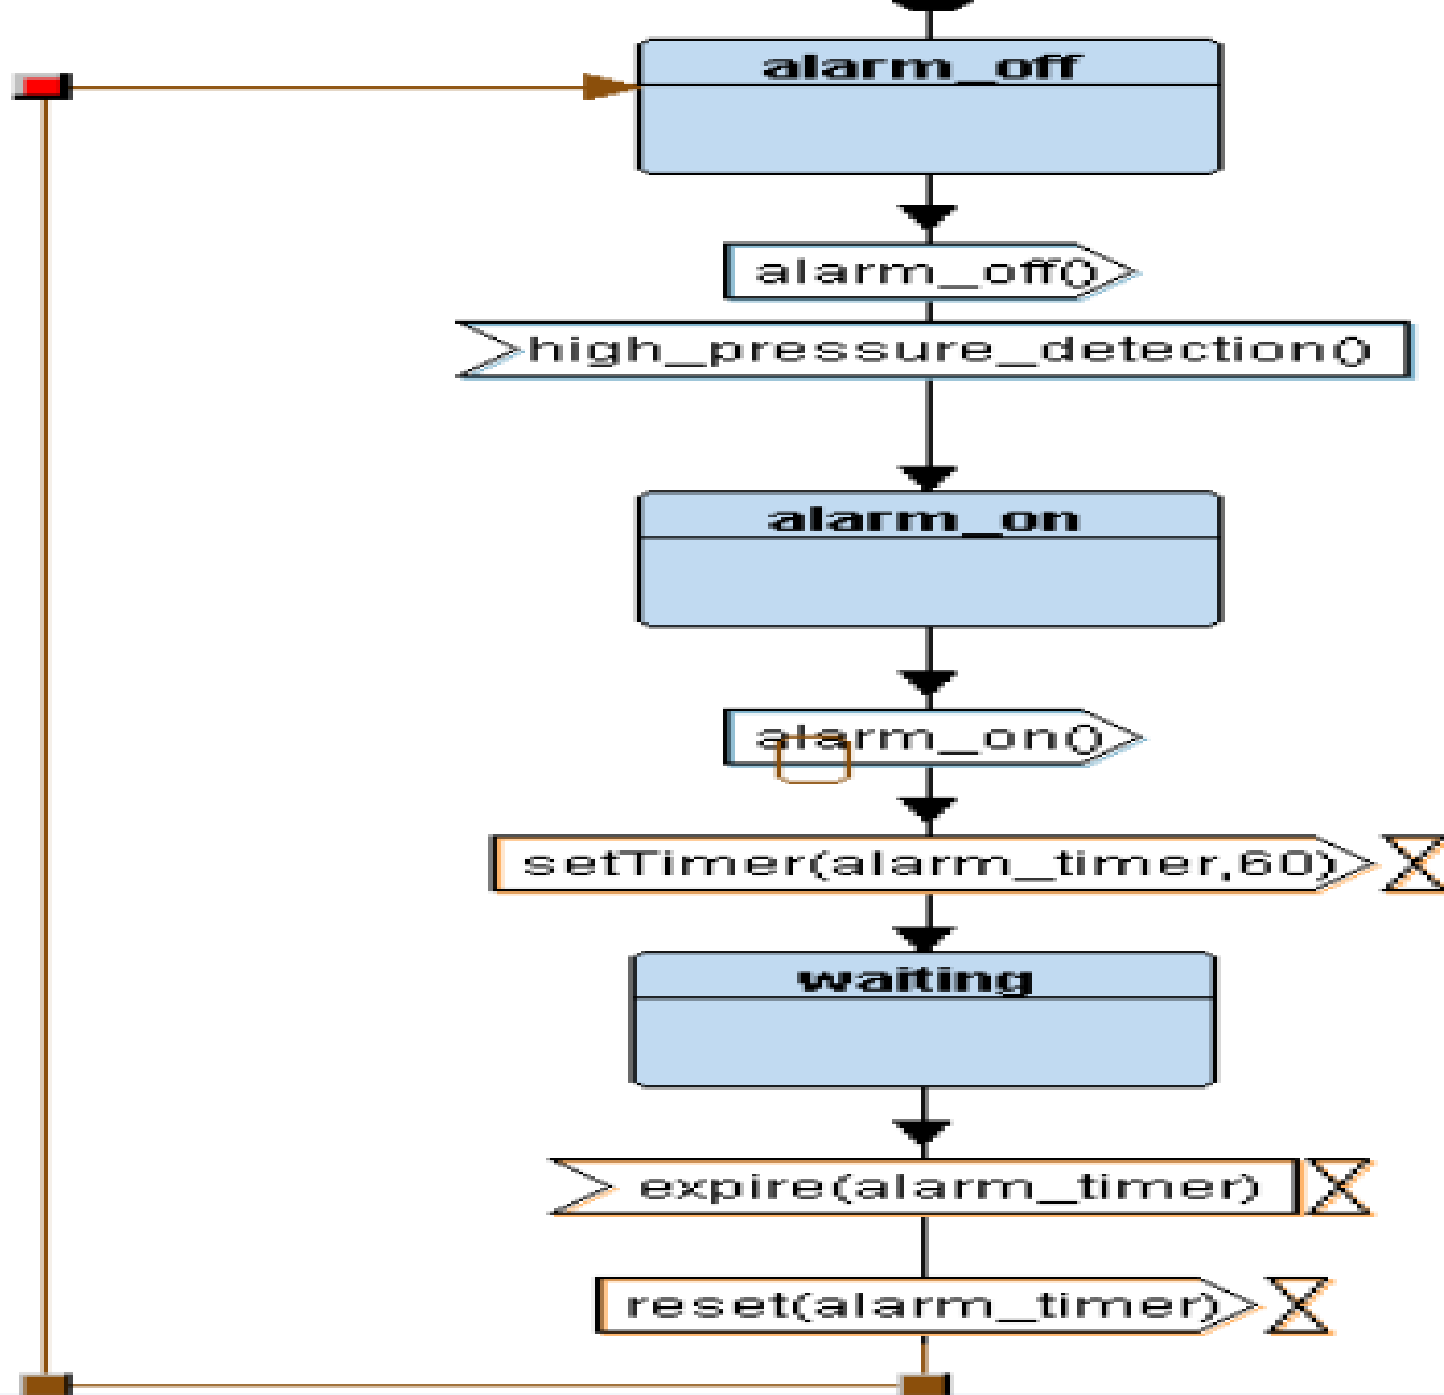 alarm_off
alarm_off()
high_pressure_detection()
alarm_on
alarm_on()
setTimer(alarm_timer,60)
waiting
expire(alarm_timer)
reset(alarm_timer)